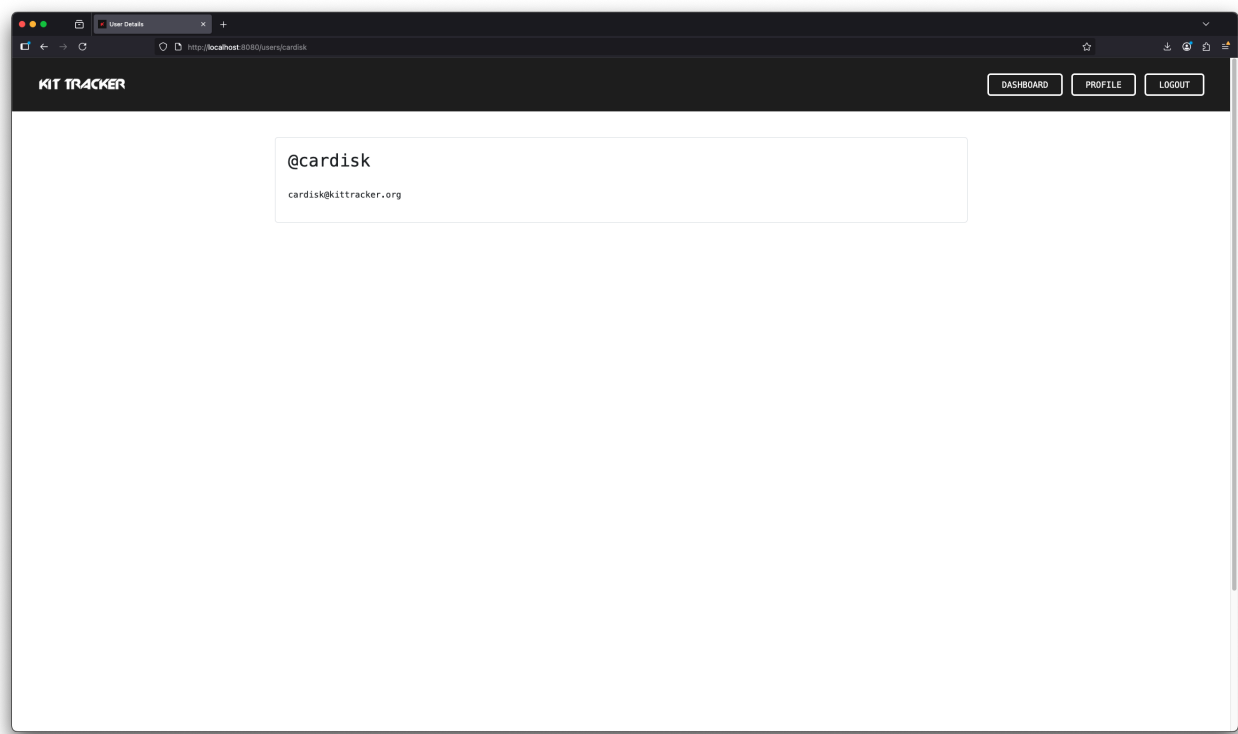 User Details
http://localhost:8080/users/cardisk
KIT TRACKER
DASHBOARD PROFILE LOGOUT
@cardisk
cardisk@kittracker.org